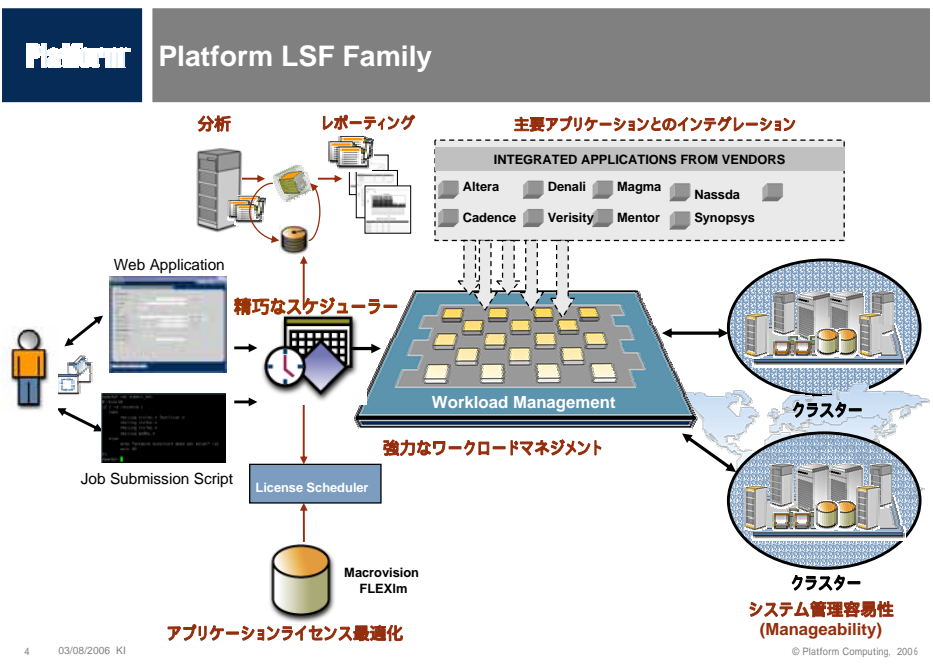 Platform
Platform LSF Family
分析
レポーティング
主要アプリケーションとのインテグレーション
INTEGRATED APPLICATIONS FROM VENDORS
Altera
Denali
Magma
Nassda
Cadence
Verisity
Mentor
Synopsys
Web Application
精巧なスケジューラー
Workload Management
クラスター
強力なワークロードマネジメント
Job Submission Script
License Scheduler
Macrovision
FLEXlm
クラスター
システム管理容易性
(Manageability)
アプリケーションライセンス最適化
4
03/08/2006 KI
© Platform Computing, 2006